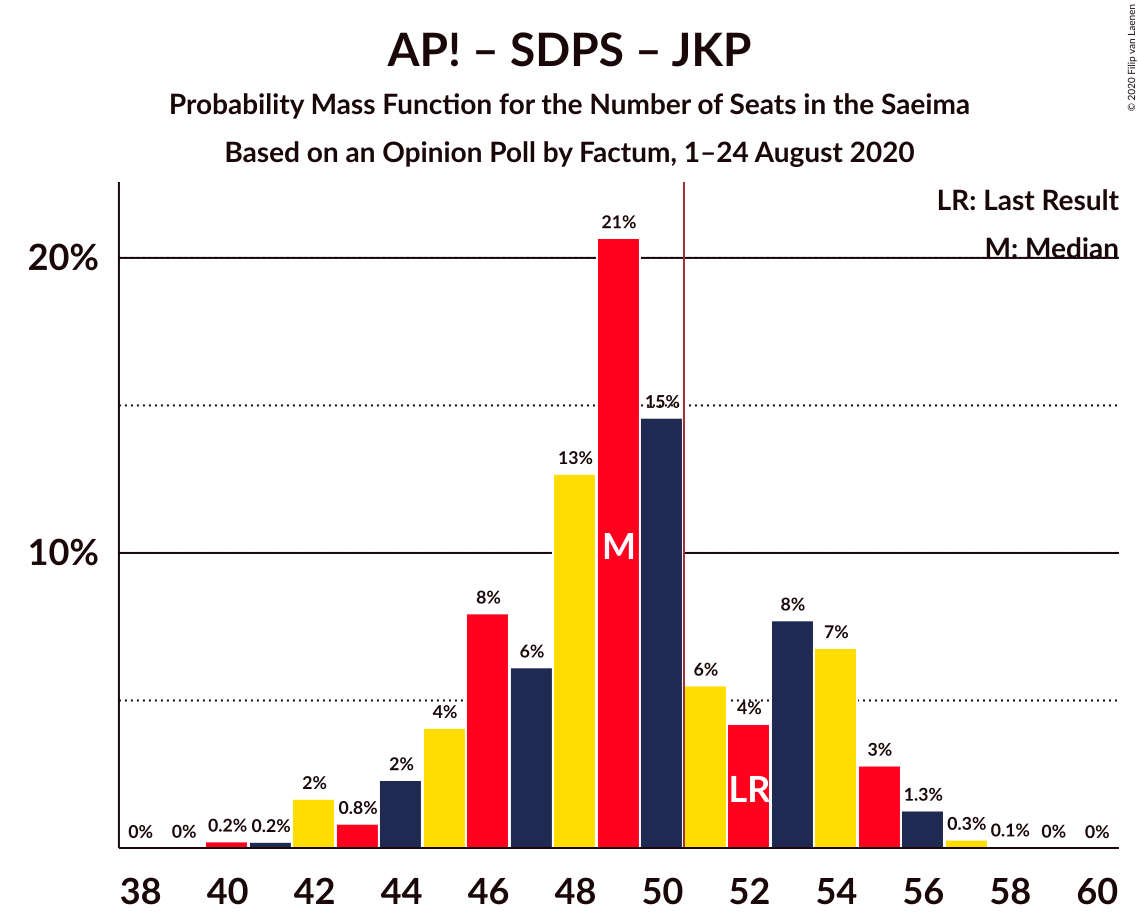 AP! – SDPS – JKP
Probability Mass Function for the Number of Seats in the Saeima
Based on an Opinion Poll by Factum, 1–24 August 2020
© 2020 Filip van Laenen
LR: Last Result
M: Median
20%
10%
0% 0% 0.2% 0.2% 2% 0.8% 2% 4% 8% 6% 13% 21% 15% 6% 4% 8% 7% 3% 1.3% 0.3% 0.1% 0% 0%
M
LR
38 40 42 44 46 48 50 52 54 56 58 60